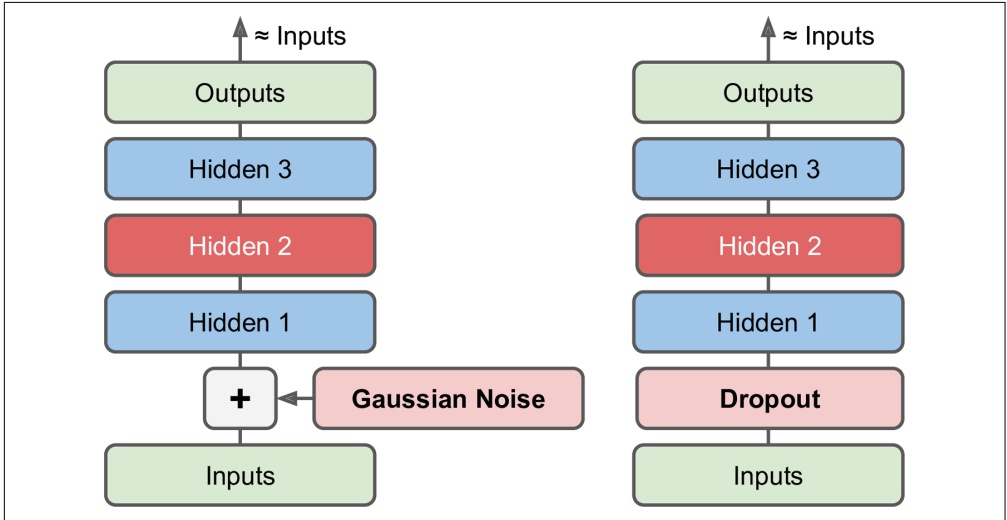 ≈ Inputs
Outputs
Hidden 3
Hidden 2
Hidden 1
+
Gaussian Noise
Inputs
≈ Inputs
Outputs
Hidden 3
Hidden 2
Hidden 1
Dropout
Inputs